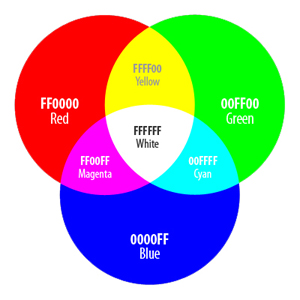 FFFF00
Yellow
FF0000
Red
00FF00
Green
FFFFFF
White
FF00FF
Magenta
00FFFF
Cyan
0000FF
Blue